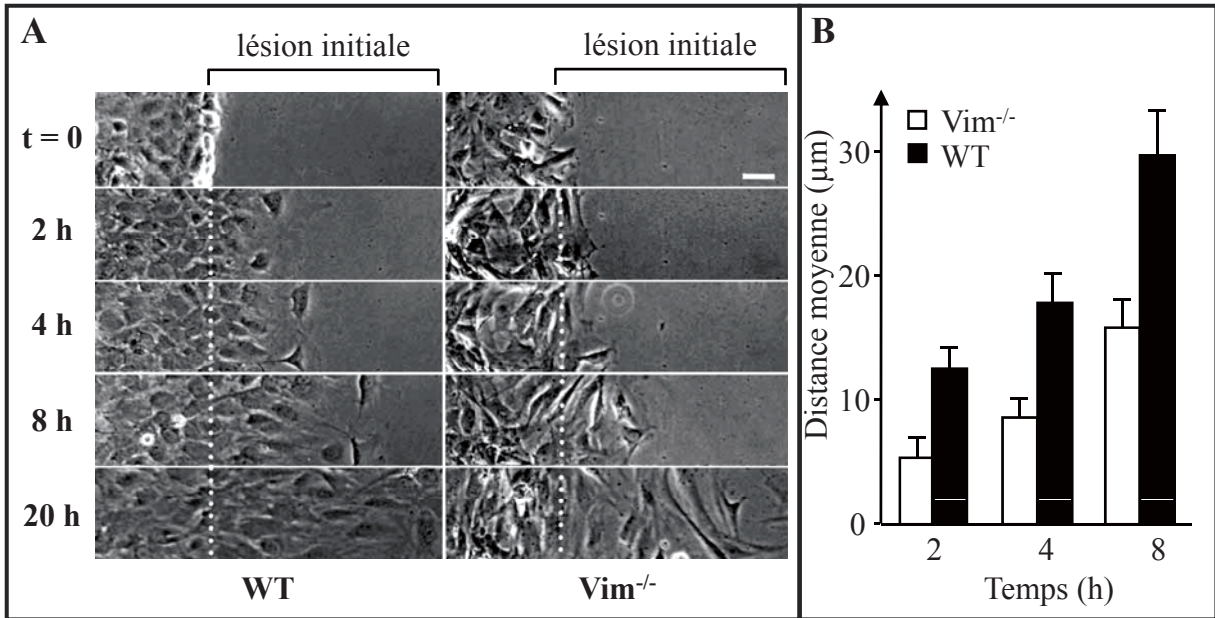 A
lésion initiale
lésion initiale
t = 0
2 h
4 h
8 h
20 h
WT
Vim-/-
B
Distance moyenne (µm)
Vim-/-
WT
30
20
10
0
2
4
8
Temps (h)